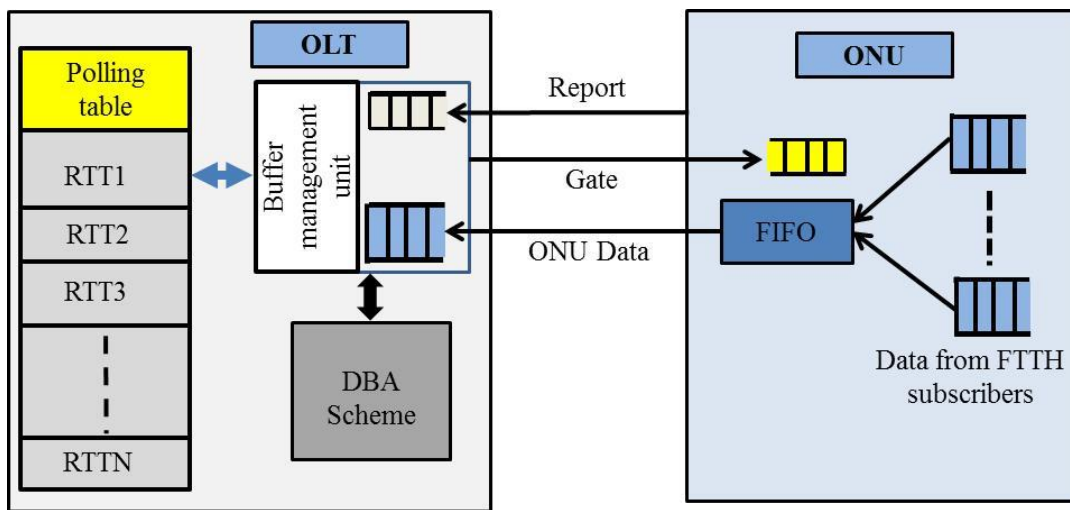 Polling
table
RTT1
RTT2
RTT3
RTTN
OLT
Buffer
management
unit
DBA
Scheme
Report
Gate
ONU Data
ONU
FIFO
Data from FTTH
subscribers